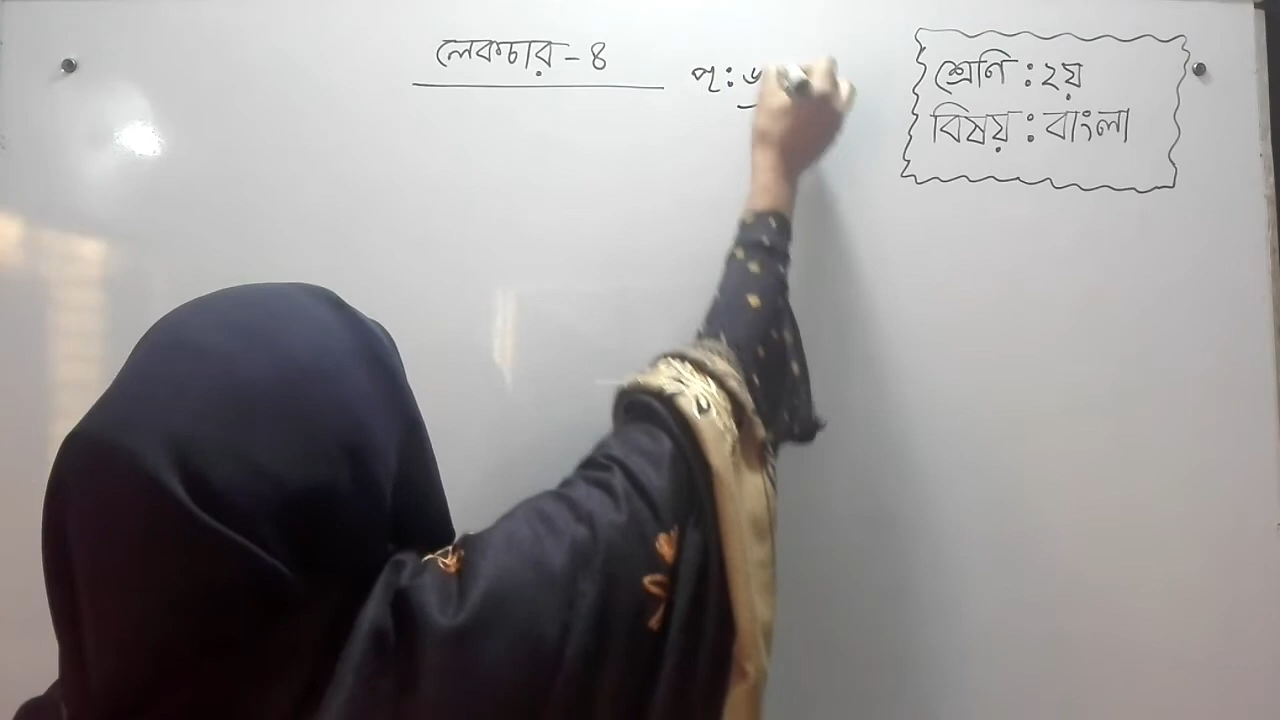 লেকচার - ৪
পৃ: ৬
শ্রেণি : ২য়
বিষয় : বাংলা